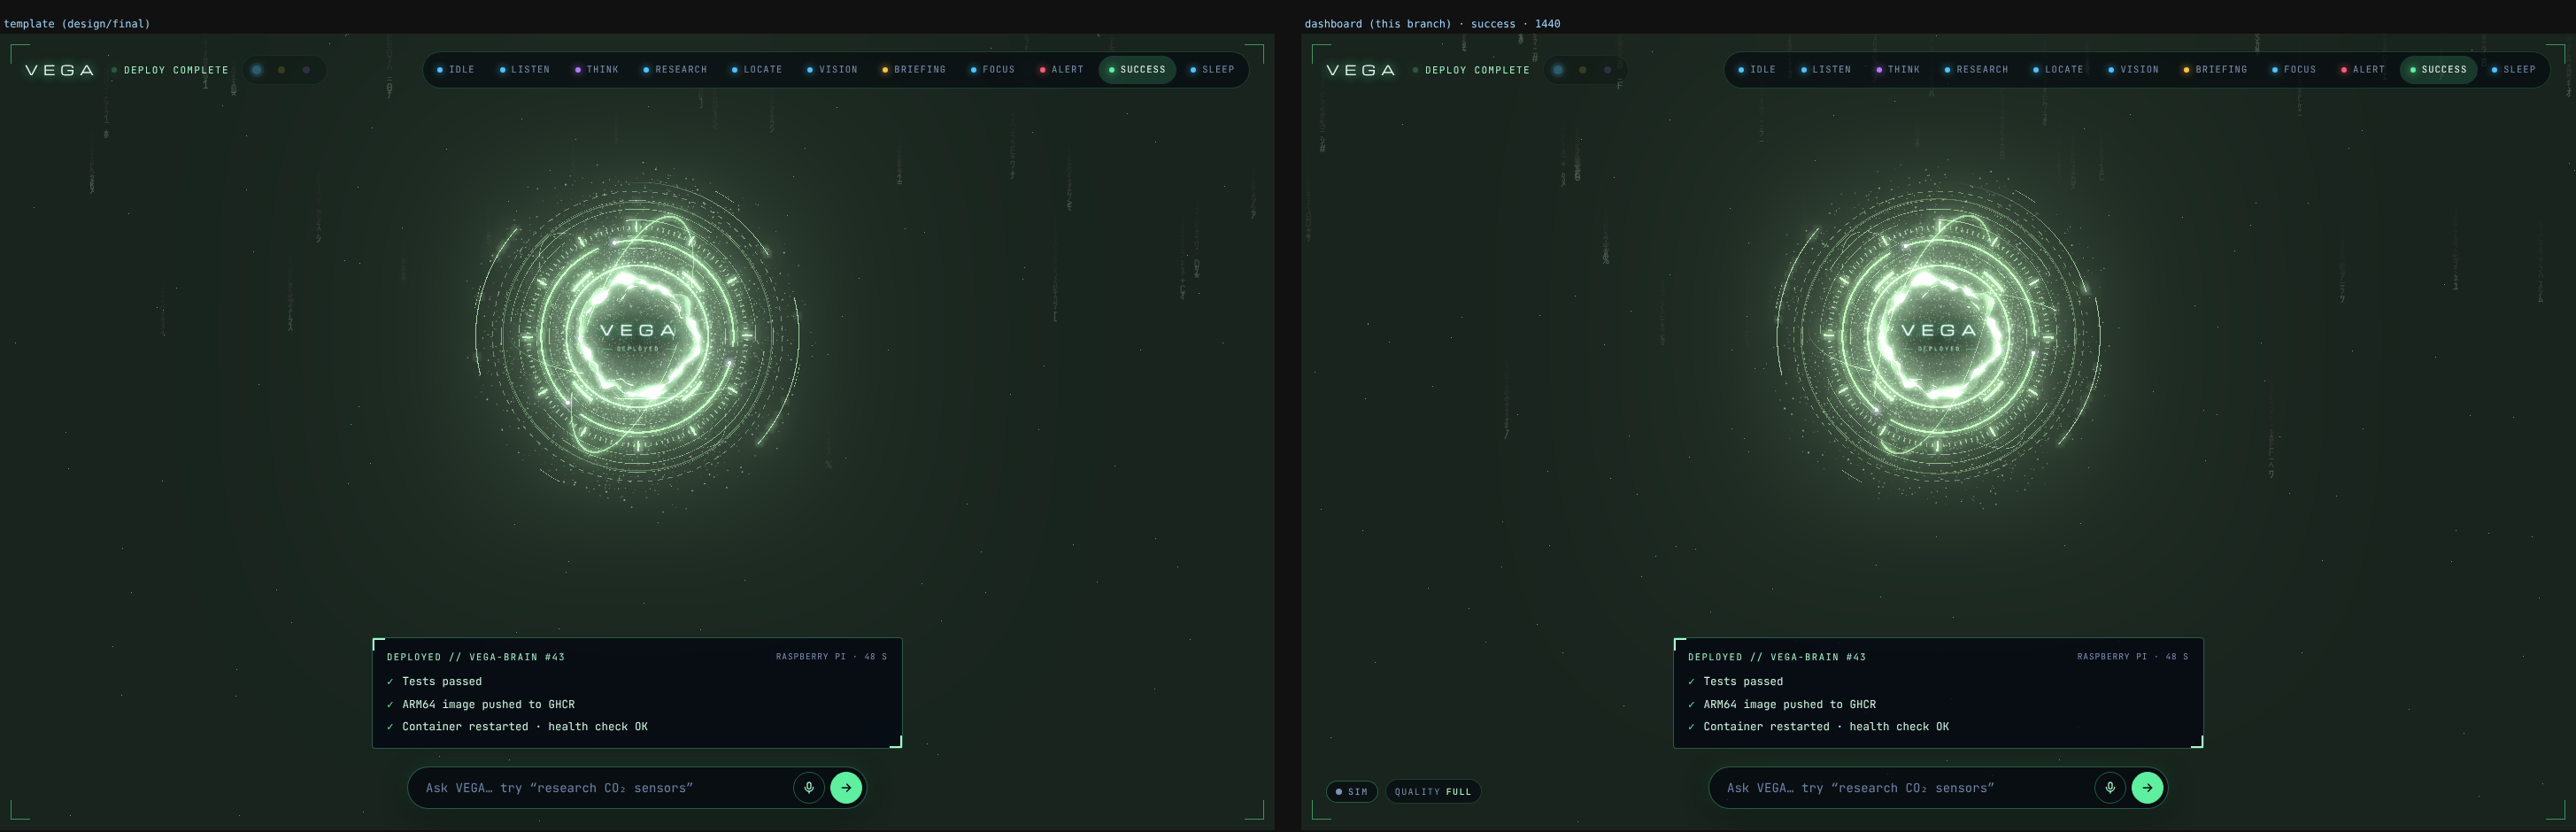 template (design/final)
VEGA DEPLOY COMPLETE IDLE LISTEN THINK RESEARCH LOCATE VISION BRIEFING FOCUS ALERT SUCCESS SLEEP
VEGA
DEPLOYED
DEPLOYED // VEGA-BRAIN #43 RASPBERRY PI · 48 S
✓ Tests passed
✓ ARM64 image pushed to GHCR
✓ Container restarted · health check OK
Ask VEGA… try “research CO₂ sensors”
dashboard (this branch) · success · 1440
VEGA DEPLOY COMPLETE IDLE LISTEN THINK RESEARCH LOCATE VISION BRIEFING FOCUS ALERT SUCCESS SLEEP
VEGA
DEPLOYED
DEPLOYED // VEGA-BRAIN #43 RASPBERRY PI · 48 S
✓ Tests passed
✓ ARM64 image pushed to GHCR
✓ Container restarted · health check OK
SIM QUALITY FULL
Ask VEGA… try “research CO₂ sensors”